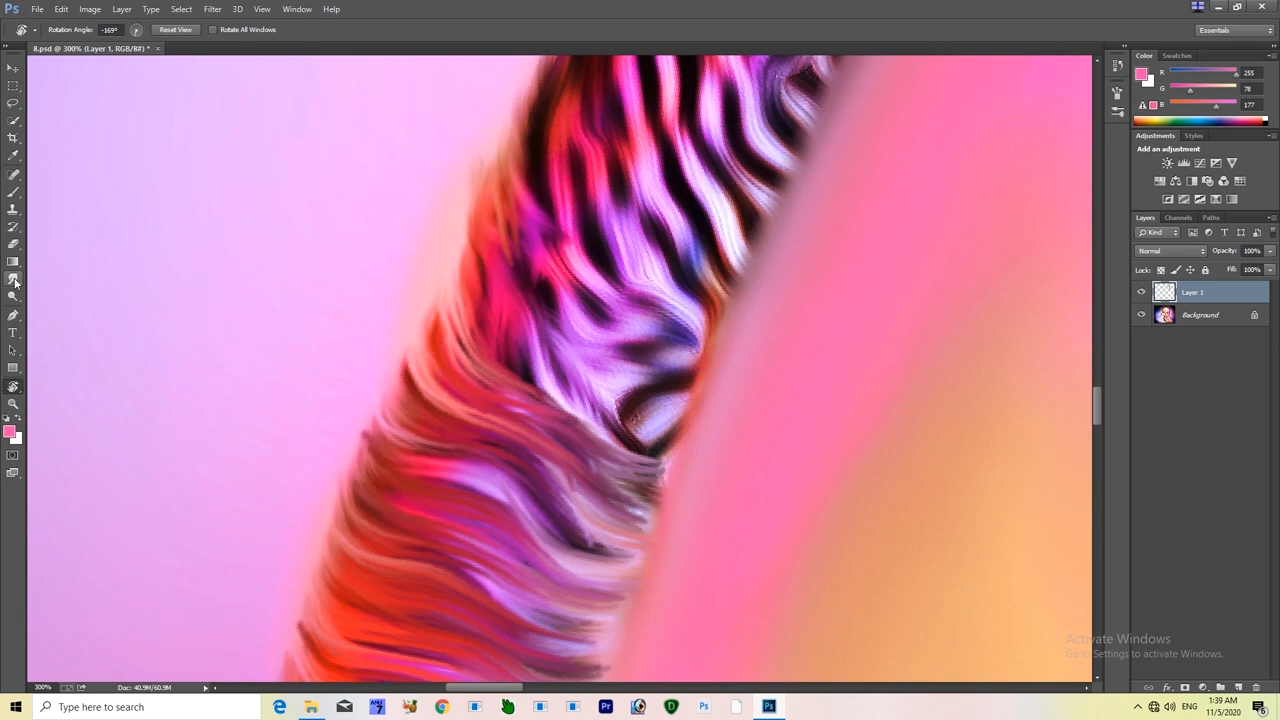 Ps File Edit Image Layer Type Select Filter 3D View Window Help
Rotation Angle: -169° Reset View Rotate All Windows Essentials
8.psd @ 300% (Layer 1, RGB/8#) * ×
Color Swatches
R 255
G 78
B 177
Adjustments Styles
Add an adjustment
Layers Channels Paths
Kind
Normal Opacity: 100%
Lock: Fill: 100%
Layer 1
Background
Activate Windows
Go to Settings to activate Windows.
300% Doc: 40.9M/60.9M
Type here to search
ENG
1:39 AM
11/5/2020